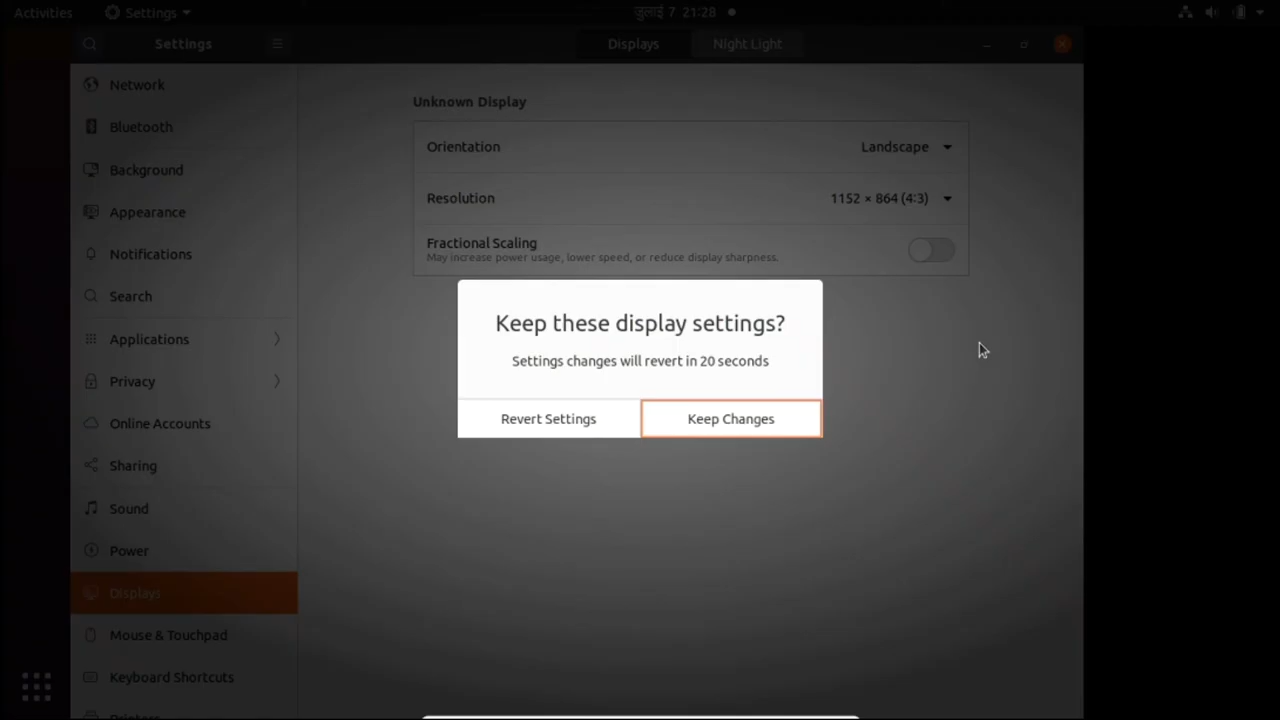 Activities
Settings
जुलाई 7 21:28
Settings
Displays
Night Light
Network
Bluetooth
Background
Appearance
Notifications
Search
Applications
Privacy
Online Accounts
Sharing
Sound
Power
Displays
Mouse & Touchpad
Keyboard Shortcuts
Printers
Unknown Display
Orientation
Landscape
Resolution
1152 × 864 (4:3)
Fractional Scaling
May increase power usage, lower speed, or reduce display sharpness.
Keep these display settings?
Settings changes will revert in 20 seconds
Revert Settings
Keep Changes